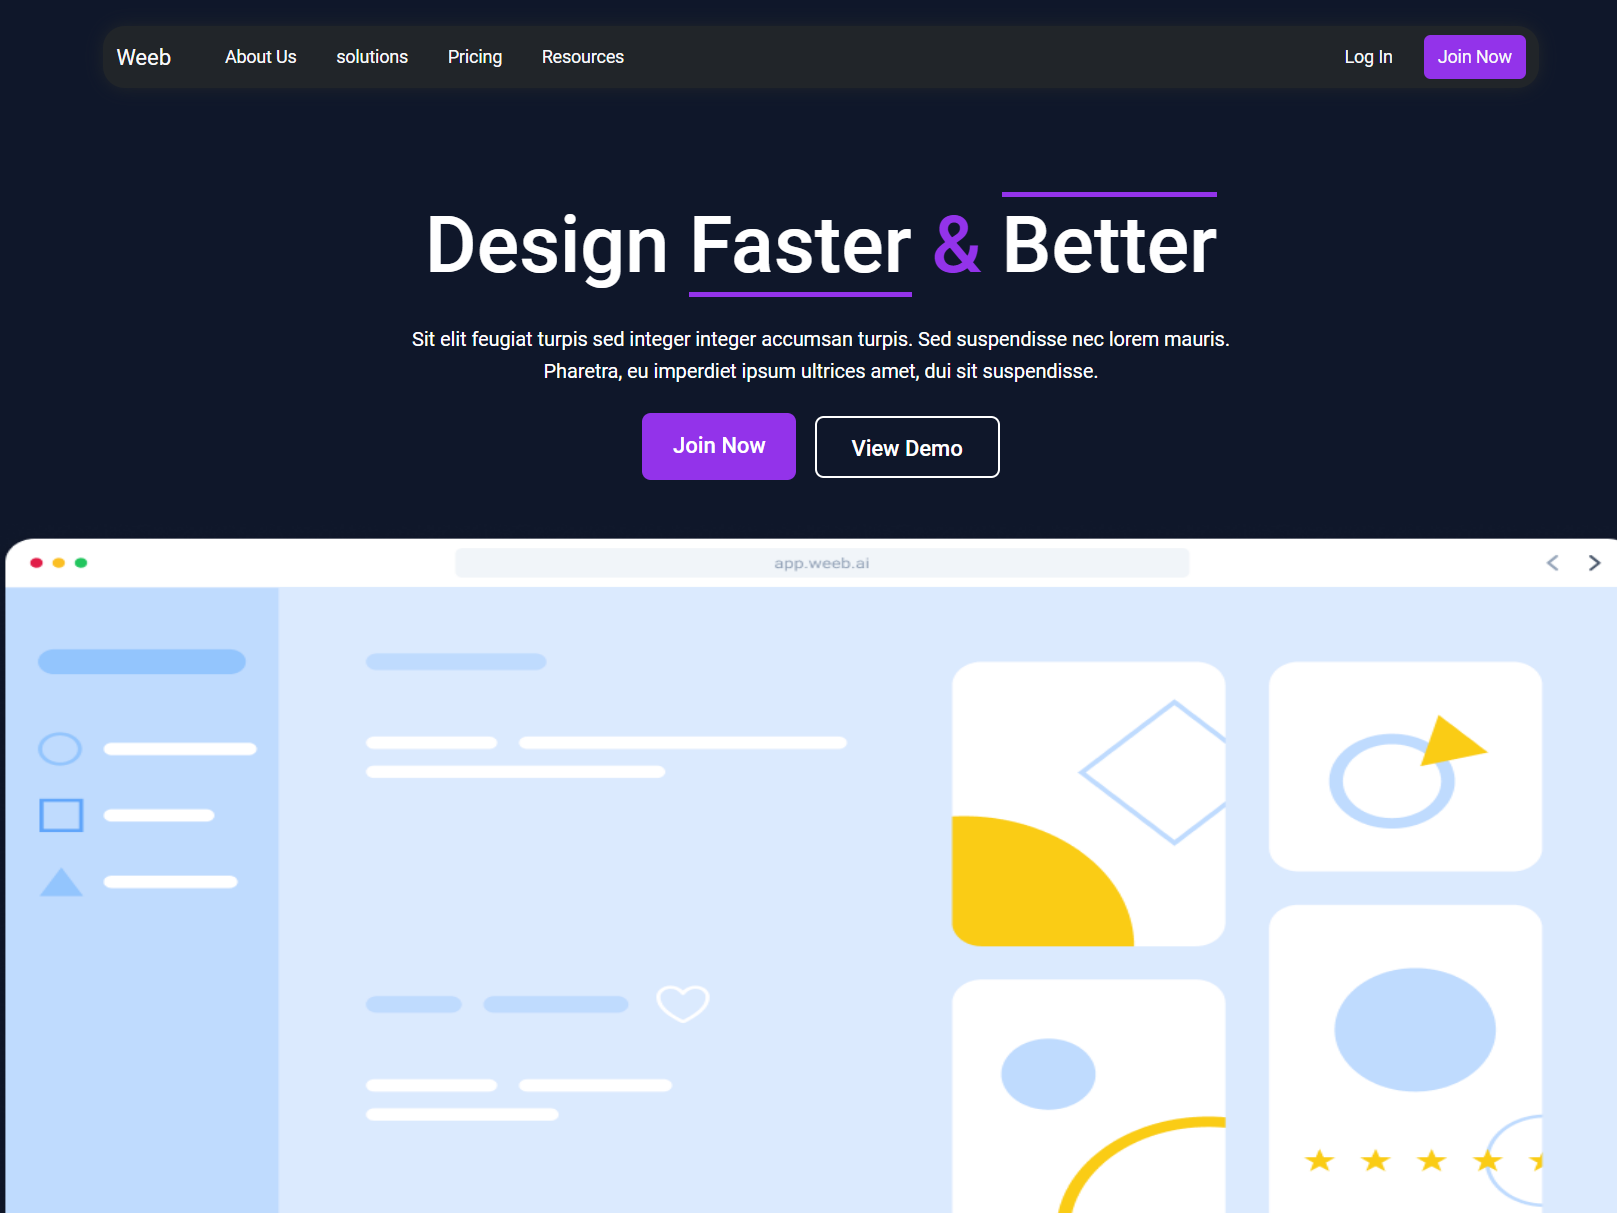 Weeb About Us solutions Pricing Resources Log In Join Now
Design Faster & Better
Sit elit feugiat turpis sed integer integer accumsan turpis. Sed suspendisse nec lorem mauris.
Pharetra, eu imperdiet ipsum ultrices amet, dui sit suspendisse.
Join Now View Demo
app.weeb.ai